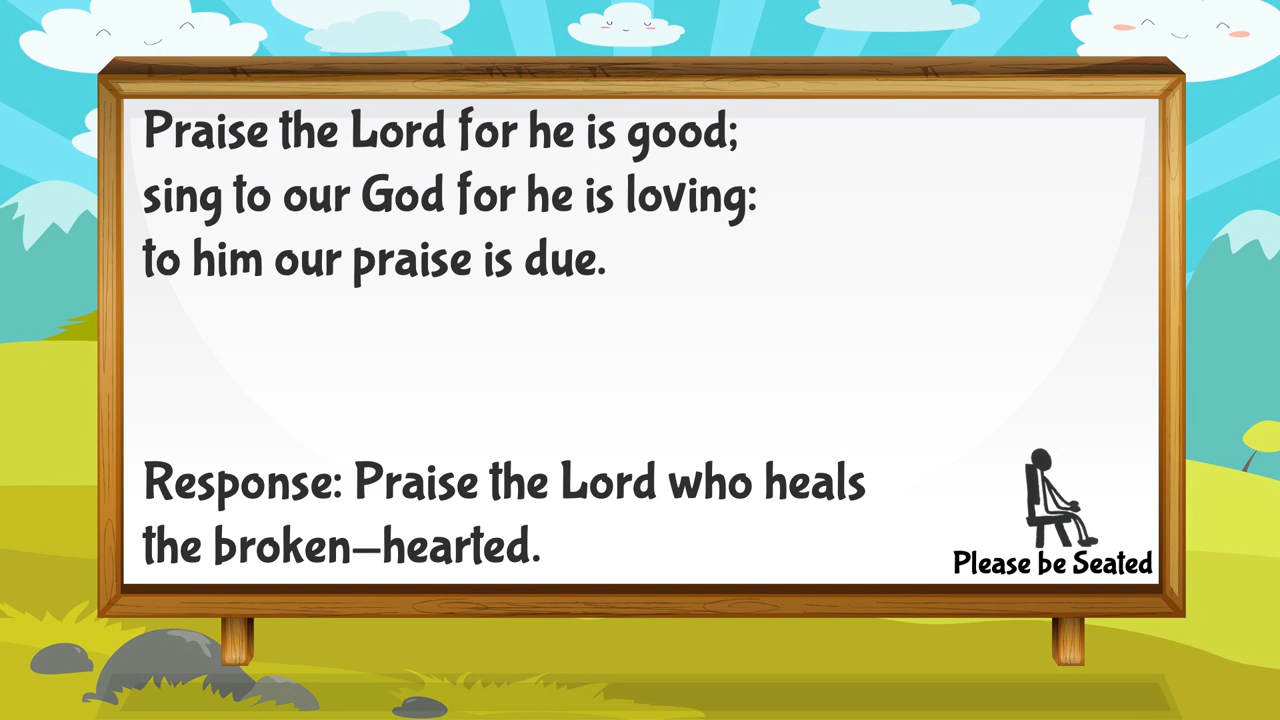 Praise the Lord for he is good;
sing to our God for he is loving:
to him our praise is due.
Response: Praise the Lord who heals
the broken–hearted.
Please be Seated